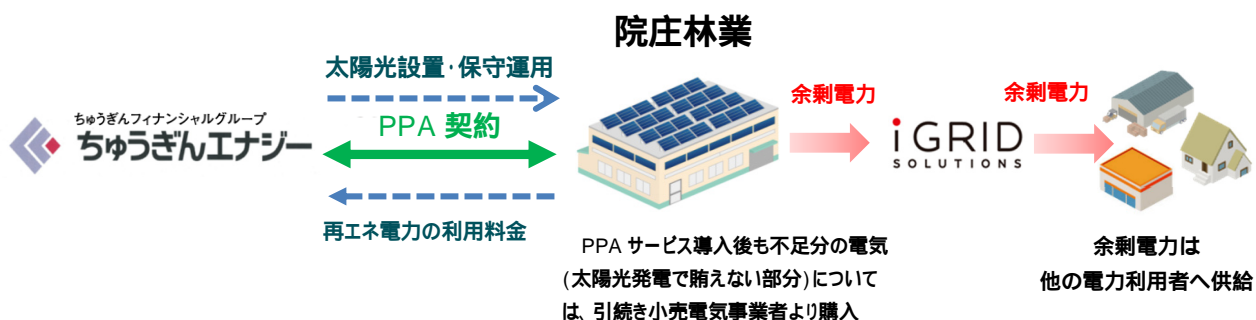 院庄林業
太陽光設置・保守運用
PPA 契約
再エネ電力の利用料金
ちゅうぎんフィナンシャルグループ
ちゅうぎんエナジー
余剰電力
iGRID
SOLUTIONS
余剰電力
PPA サービス導入後も不足分の電気
(太陽光発電で賄えない部分)について
は、引続き小売電気事業者より購入
余剰電力は
他の電力利用者へ供給